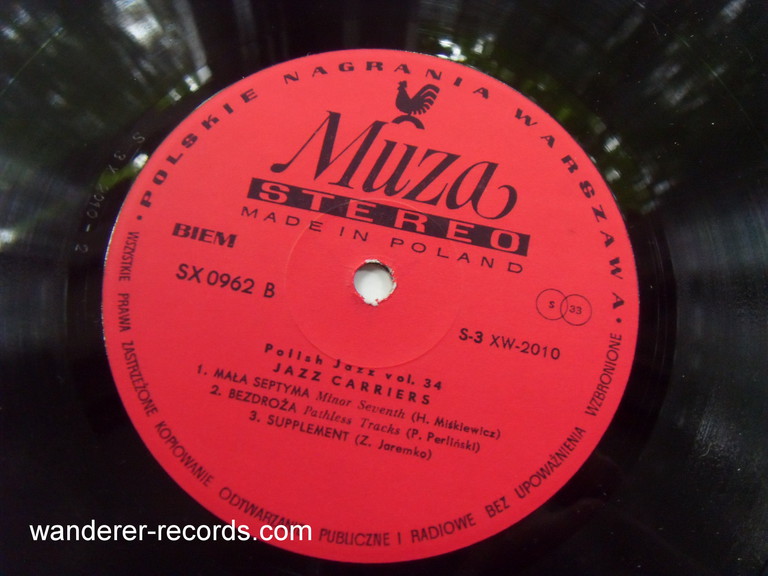 POLSKIE NAGRANIA WARSZAWA
Muza
STEREO
MADE IN POLAND
BIEM
SX 0962 B
S 33
S-3 XW-2010
Polish Jazz vol. 34
JAZZ CARRIERS
1. MAŁA SEPTYMA Minor Seventh (H. Miśkiewicz)
2. BEZDROŻA Pathless Tracks (P. Perliński)
3. SUPPLEMENT (Z. Jaremko)
WSZYSTKIE PRAWA ZASTRZEŻONE KOPIOWANIE ODTWARZANIE PUBLICZNE I RADIOWE BEZ UPOWAŻNIENIA WZBRONIONE
wanderer-records.com